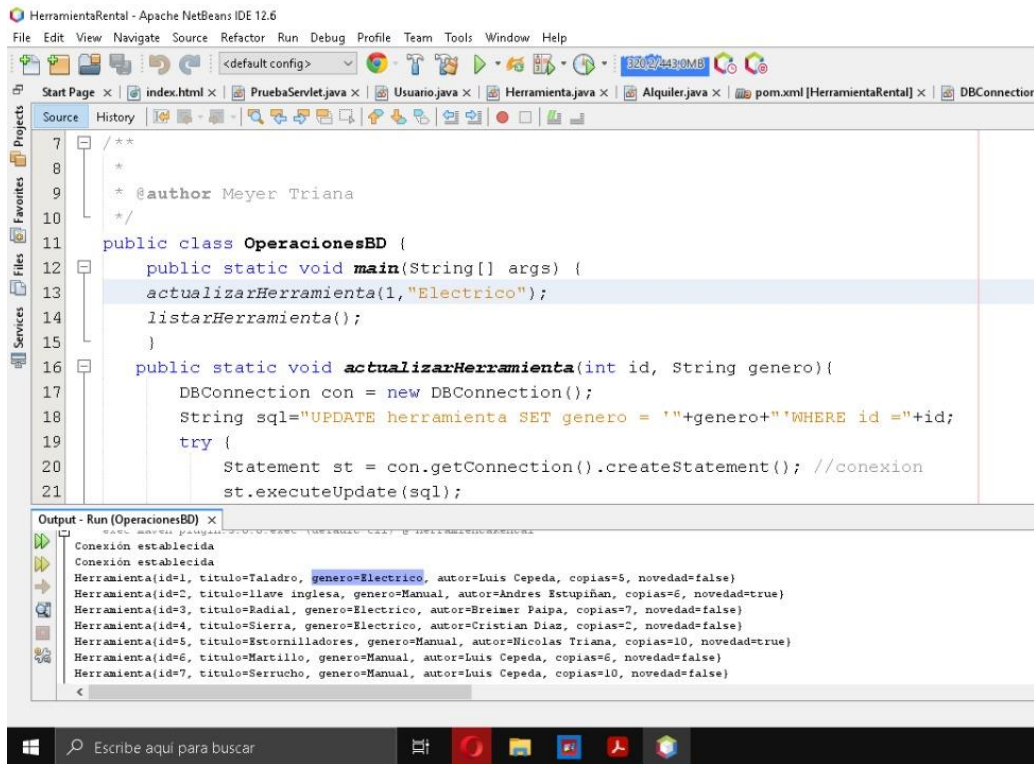 HerramientaRental - Apache NetBeans IDE 12.6
File Edit View Navigate Source Refactor Run Debug Profile Team Tools Window Help
<default config> 320,2/443,0MB
Start Page index.html PruebaServlet.java Usuario.java Herramienta.java Alquiler.java pom.xml [HerramientaRental] DBConnection
Source History
Projects
Favorites
Files
Services
7 /**
8 *
9 * @author Meyer Triana
10 */
11 public class OperacionesBD {
12 public static void main(String[] args) {
13 actualizarHerramienta(1,"Electrico");
14 listarHerramienta();
15 }
16 public static void actualizarHerramienta(int id, String genero){
17 DBConnection con = new DBConnection();
18 String sql="UPDATE herramienta SET genero = '"+genero+"'WHERE id ="+id;
19 try {
20 Statement st = con.getConnection().createStatement(); //conexion
21 st.executeUpdate(sql);
Output - Run (OperacionesBD)
Conexión establecida
Conexión establecida
Herramienta{id=1, titulo=Taladro, genero=Electrico, autor=Luis Cepeda, copias=5, novedad=false}
Herramienta{id=2, titulo=llave inglesa, genero=Manual, autor=Andres Estupiñan, copias=6, novedad=true}
Herramienta{id=3, titulo=Radial, genero=Electrico, autor=Breimer Paipa, copias=7, novedad=false}
Herramienta{id=4, titulo=Sierra, genero=Electrico, autor=Cristian Diaz, copias=2, novedad=false}
Herramienta{id=5, titulo=Estornilladores, genero=Manual, autor=Nicolas Triana, copias=10, novedad=true}
Herramienta{id=6, titulo=Martillo, genero=Manual, autor=Luis Cepeda, copias=6, novedad=false}
Herramienta{id=7, titulo=Serrucho, genero=Manual, autor=Luis Cepeda, copias=10, novedad=false}
Escribe aquí para buscar